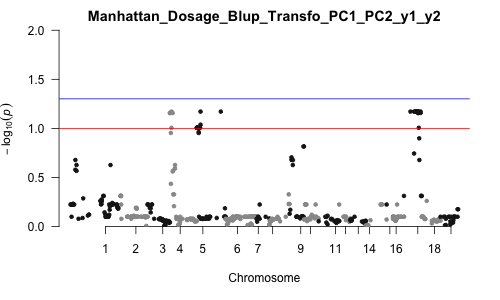 Manhattan_Dosage_Blup_Transfo_PC1_PC2_y1_y2
2.0
1.5
1.0
0.5
0.0
− log10(p)
1 2 3 4 5 6 7 9 11 14 16 18
Chromosome